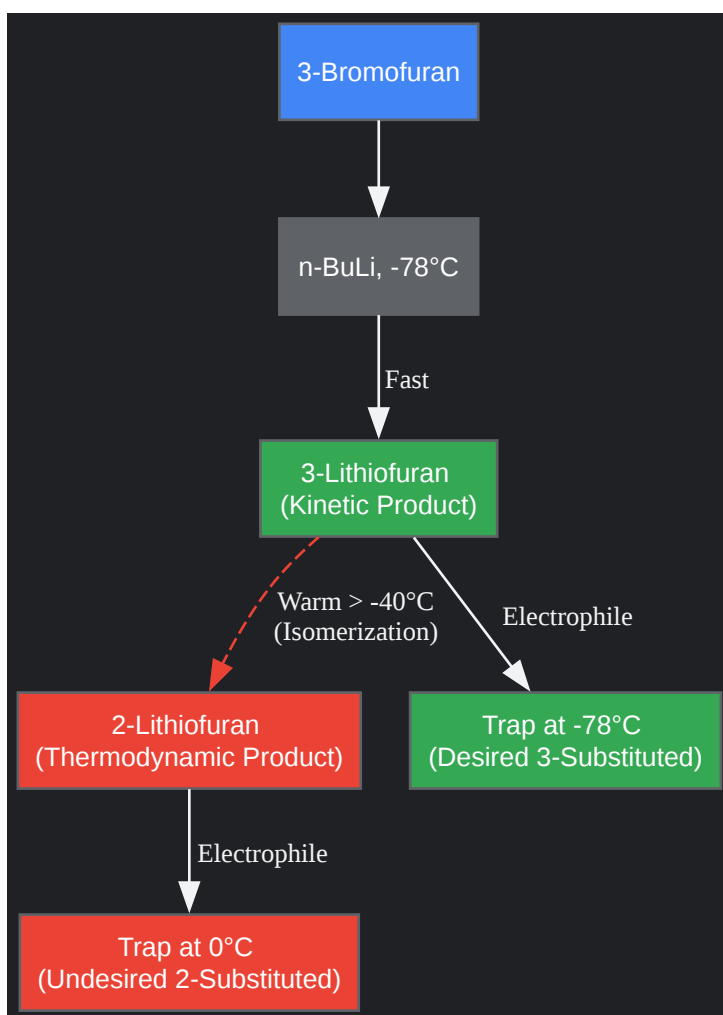 3-Bromofuran
n-BuLi, -78°C
Fast
3-Lithiofuran
(Kinetic Product)
Warm > -40°C
(Isomerization)
Electrophile
2-Lithiofuran
(Thermodynamic Product)
Trap at -78°C
(Desired 3-Substituted)
Electrophile
Trap at 0°C
(Undesired 2-Substituted)